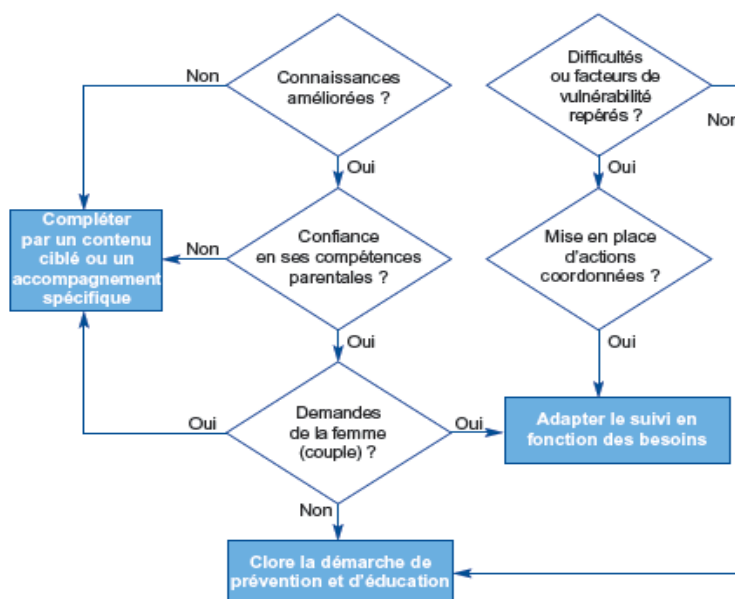 Non
Connaissances
améliorées ?
Difficultés
ou facteurs de
vulnérabilité
repérés ?
Non
Oui
Oui
Compléter
par un contenu
ciblé ou un
accompagnement
spécifique
Non
Confiance
en ses compétences
parentales ?
Mise en place
d'actions
coordonnées ?
Oui
Oui
Oui
Demandes
de la femme
(couple) ?
Oui
Adapter le suivi en
fonction des besoins
Non
Clore la démarche de
prévention et d'éducation